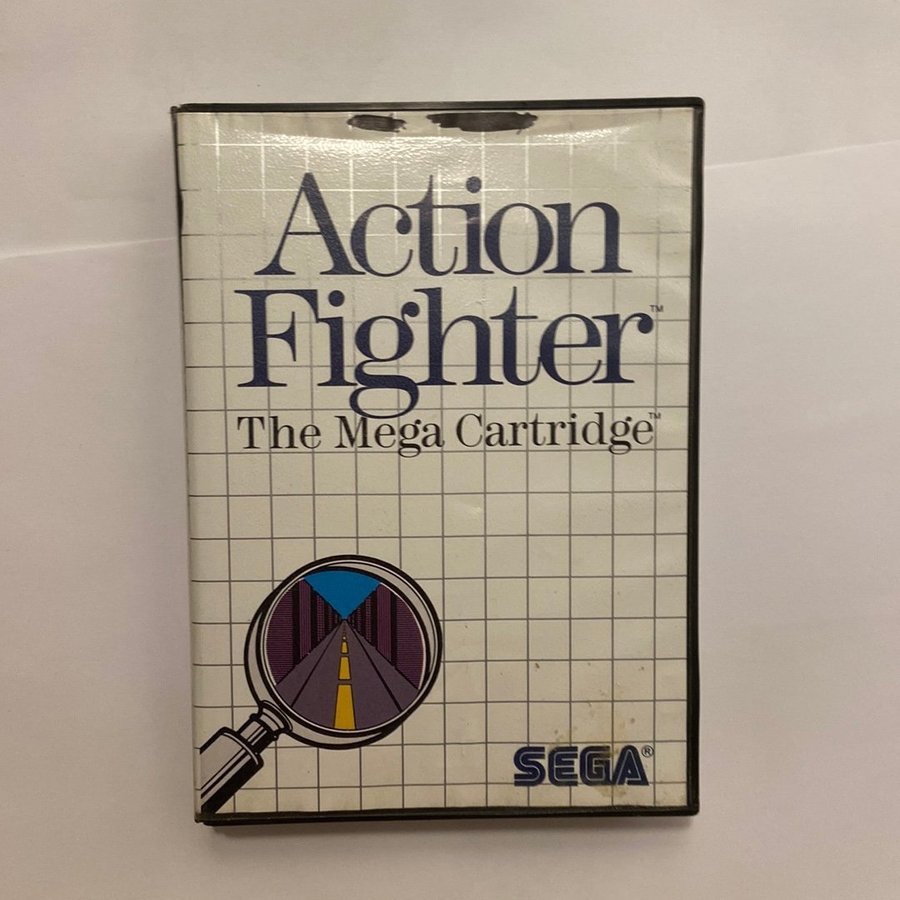 Action
Fighter™
The Mega Cartridge™
SEGA®